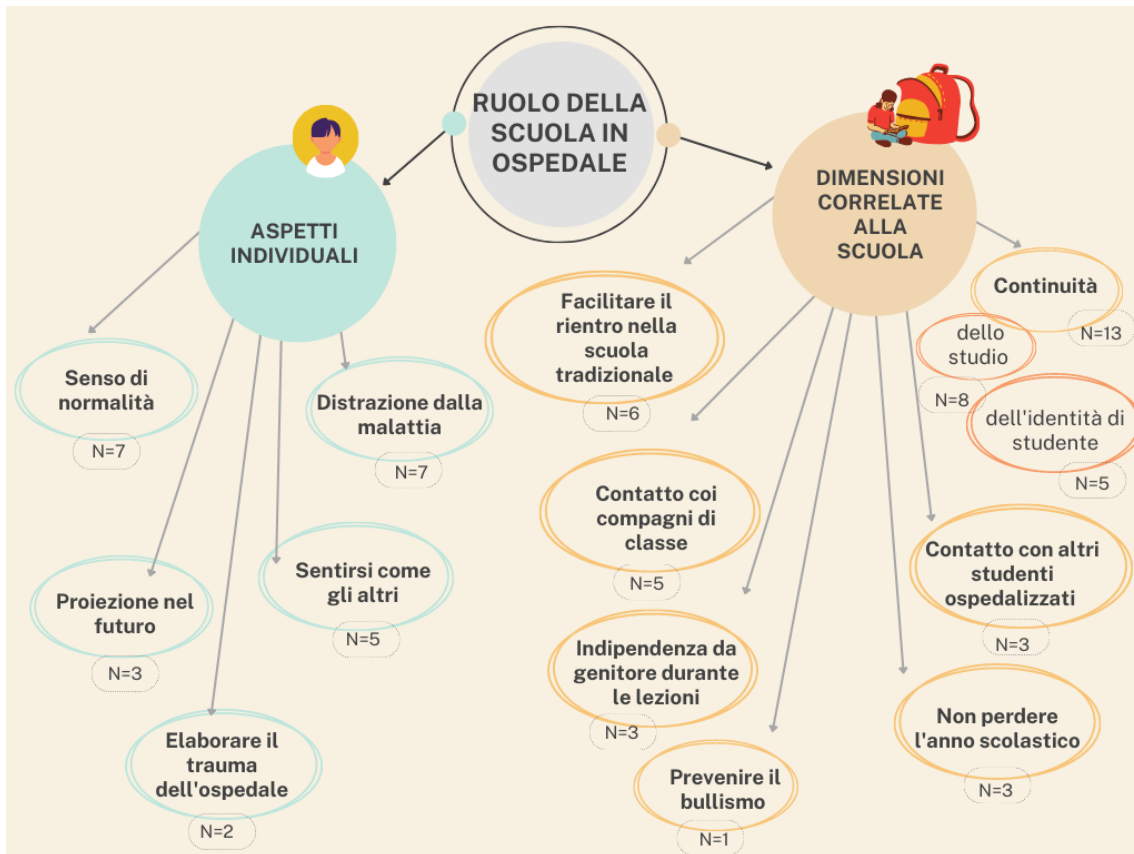 RUOLO DELLA
SCUOLA IN
OSPEDALE
ASPETTI
INDIVIDUALI
Senso di
normalità
N=7
Distrazione dalla
malattia
N=7
Proiezione nel
futuro
N=3
Sentirsi come
gli altri
N=5
Elaborare il
trauma
dell'ospedale
N=2
DIMENSIONI
CORRELATE
ALLA
SCUOLA
Facilitare il
rientro nella
scuola
tradizionale
N=6
Continuità
N=13
dello
studio
N=8
dell'identità di
studente
N=5
Contatto coi
compagni di
classe
N=5
Contatto con altri
studenti
ospedalizzati
N=3
Indipendenza da
genitore durante
le lezioni
N=3
Non perdere
l'anno scolastico
N=3
Prevenire il
bullismo
N=1